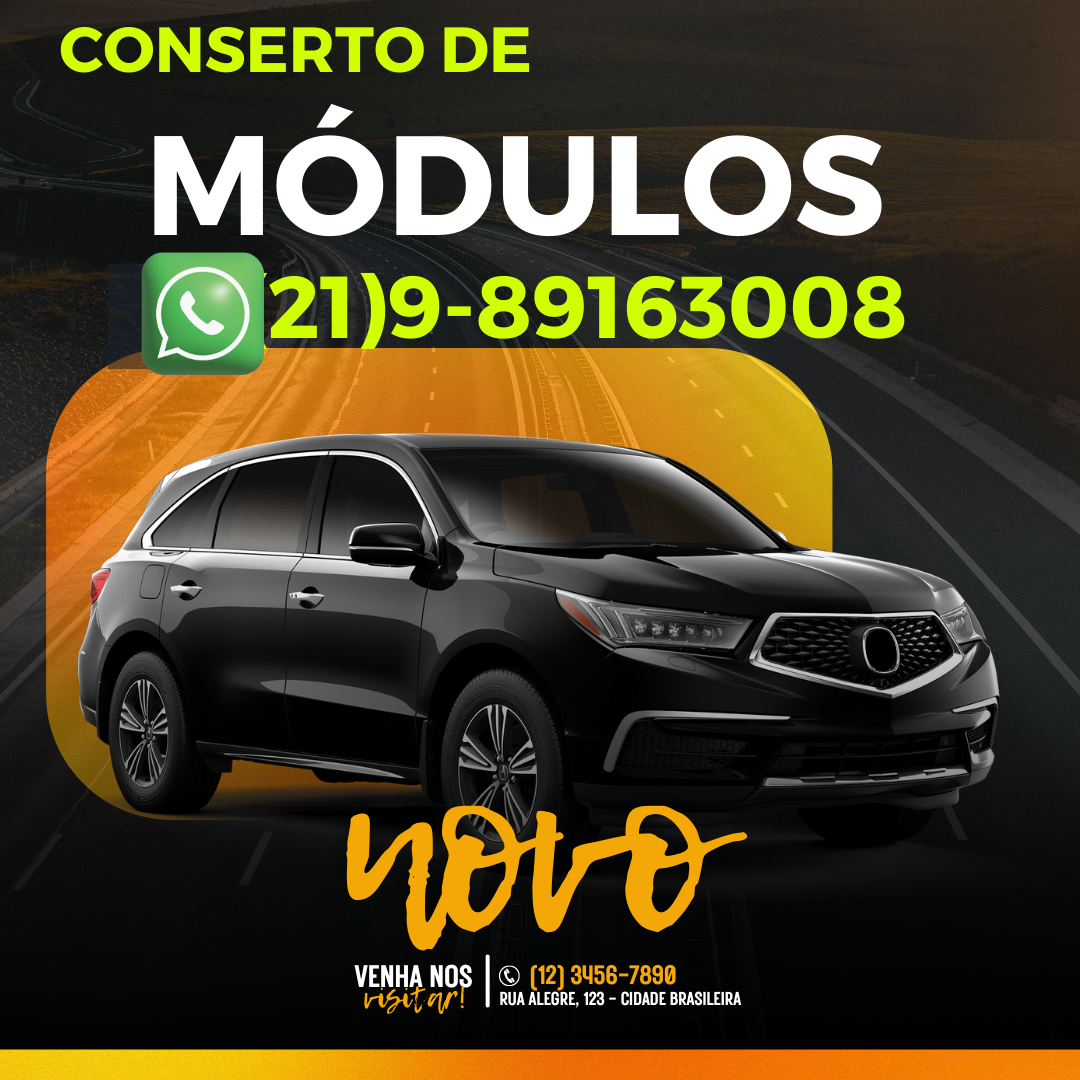 CONSERTO DE
MÓDULOS
(21)9-89163008
novo
VENHA NOS
visitar!
(12) 3456-7890
RUA ALEGRE, 123 - CIDADE BRASILEIRA